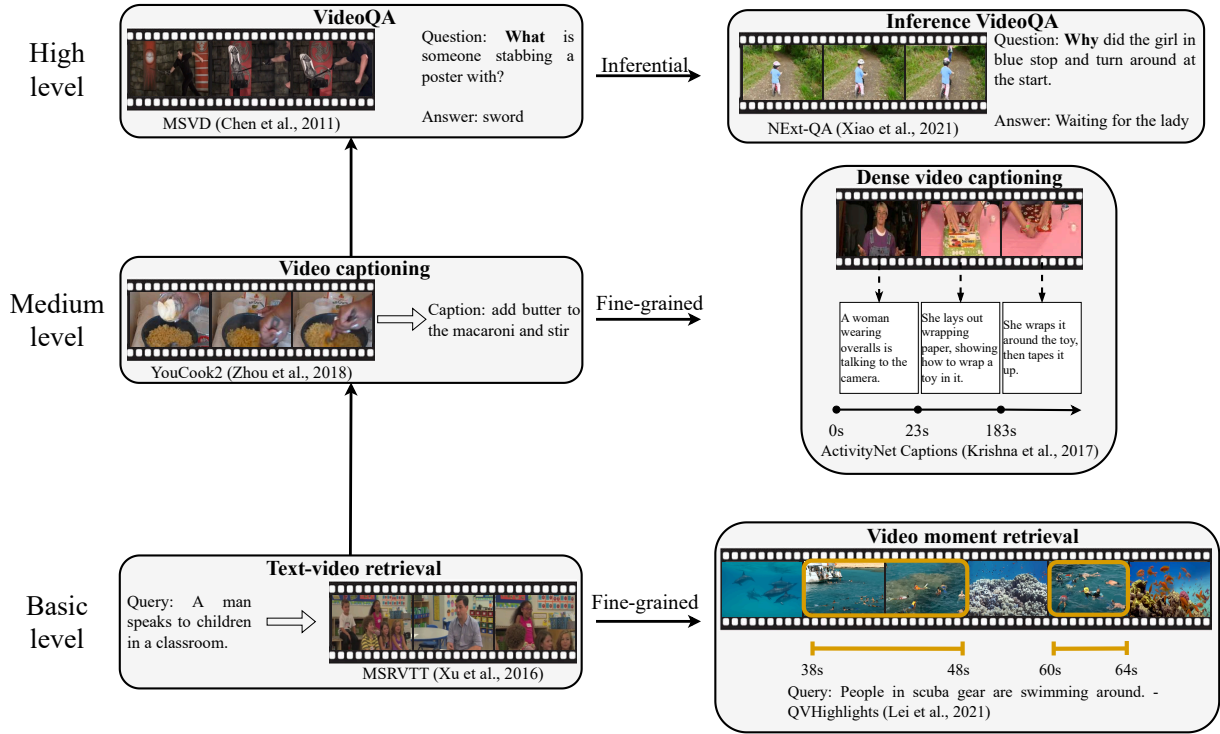 High
level
VideoQA
Question: What is
someone stabbing a
poster with?
Answer: sword
MSVD (Chen et al., 2011)
Inferential
Inference VideoQA
Question: Why did the girl in
blue stop and turn around at
the start.
Answer: Waiting for the lady
NExt-QA (Xiao et al., 2021)
Medium
level
Video captioning
Caption: add butter to
the macaroni and stir
YouCook2 (Zhou et al., 2018)
Fine-grained
Dense video captioning
A woman
wearing
overalls is
talking to the
camera.
She lays out
wrapping
paper, showing
how to wrap a
toy in it.
She wraps it
around the toy,
then tapes it
up.
0s 23s 183s
ActivityNet Captions (Krishna et al., 2017)
Basic
level
Text-video retrieval
Query: A man
speaks to children
in a classroom.
MSRVTT (Xu et al., 2016)
Fine-grained
Video moment retrieval
38s 48s 60s 64s
Query: People in scuba gear are swimming around. -
QVHighlights (Lei et al., 2021)